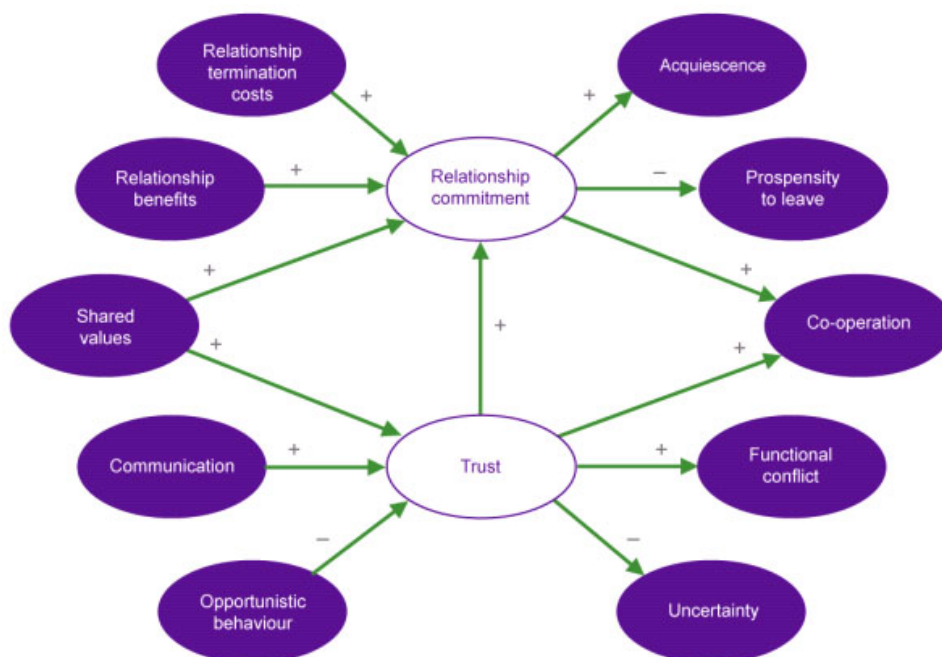 Relationship
termination
costs
+
Acquiescence
+
Relationship
benefits
+
Relationship
commitment
–
Prospensity
to leave
+
Shared
values
+
+
+
Co-operation
+
Communication
+
Trust
+
Functional
conflict
–
Opportunistic
behaviour
–
Uncertainty